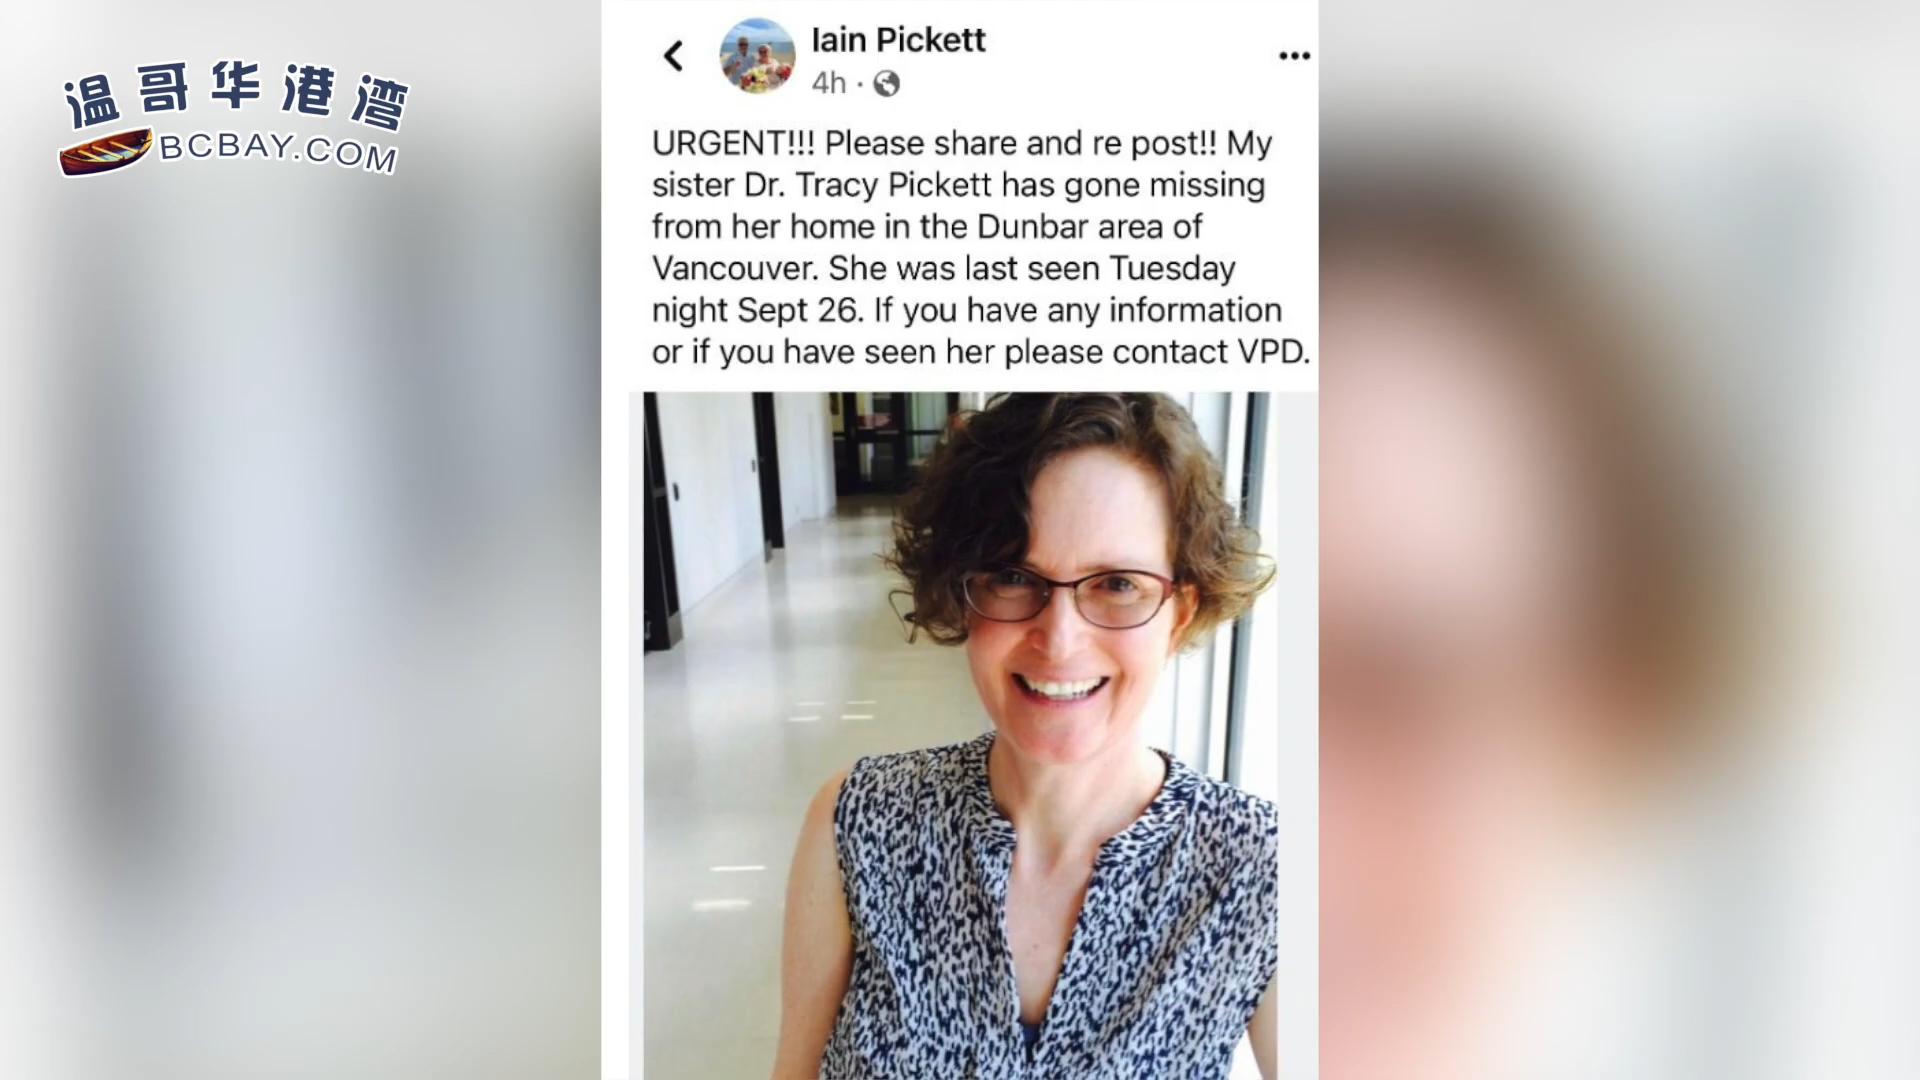 温哥华港湾
BCBAY.COM
Iain Pickett
4h ·
URGENT!!! Please share and re post!! My
sister Dr. Tracy Pickett has gone missing
from her home in the Dunbar area of
Vancouver. She was last seen Tuesday
night Sept 26. If you have any information
or if you have seen her please contact VPD.